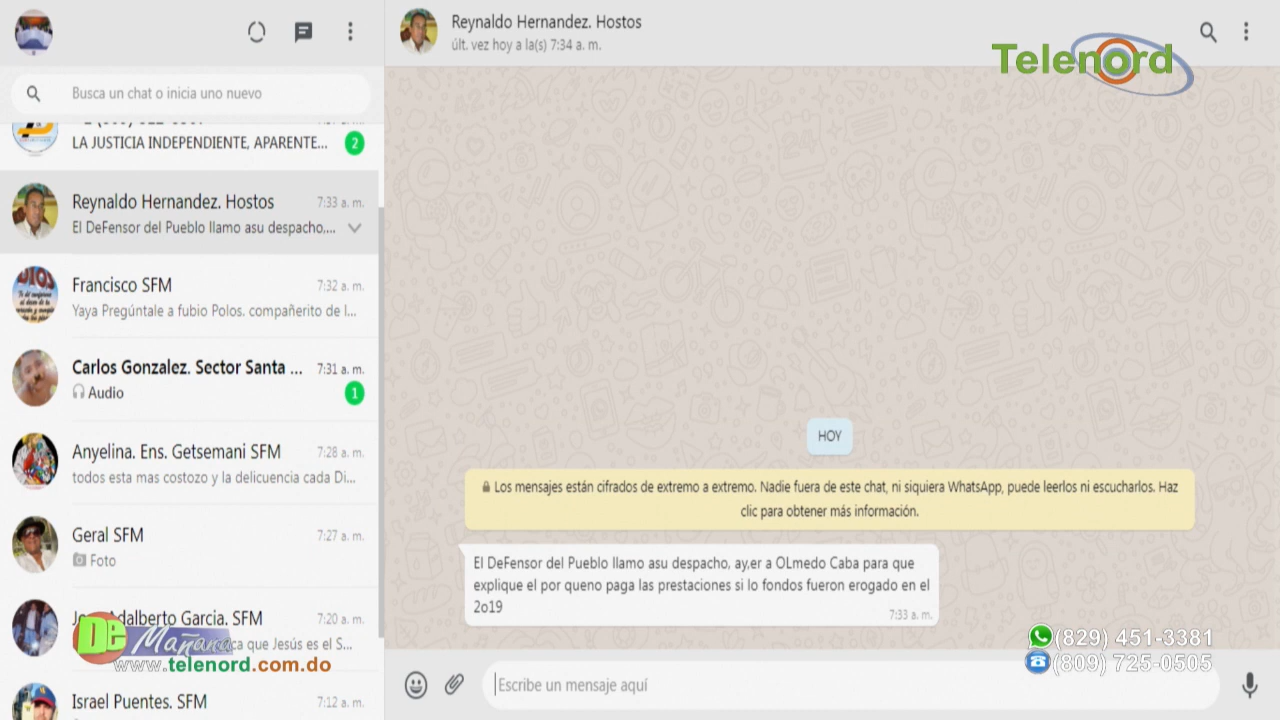 Busca un chat o inicia uno nuevo
LA JUSTICIA INDEPENDIENTE, APARENTE...
2
Reynaldo Hernandez. Hostos
7:33 a. m.
El DeFensor del Pueblo llamo asu despacho,...
Francisco SFM
7:32 a. m.
Yaya Pregúntale a fubio Polos. compañerito de l...
Carlos Gonzalez. Sector Santa ...
7:31 a. m.
Audio
1
Anyelina. Ens. Getsemani SFM
7:28 a. m.
todos esta mas costozo y la delicuencia cada Di...
Geral SFM
7:27 a. m.
Foto
Adalberto Garcia. SFM
7:20 a. m.
que Jesús es el S...
De Mañana
www.telenord.com.do
Israel Puentes. SFM
7:12 a. m.
Reynaldo Hernandez. Hostos
últ. vez hoy a la(s) 7:34 a. m.
Telenord
HOY
Los mensajes están cifrados de extremo a extremo. Nadie fuera de este chat, ni siquiera WhatsApp, puede leerlos ni escucharlos. Haz
clic para obtener más información.
El DeFensor del Pueblo llamo asu despacho, ay,er a OLmedo Caba para que
explique el por queno paga las prestaciones si lo fondos fueron erogado en el
2o19
7:33 a. m.
(829) 451-3381
(809) 725-0505
Escribe un mensaje aquí